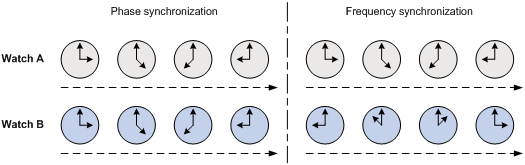 Phase synchronization
Frequency synchronization
Watch A
Watch B